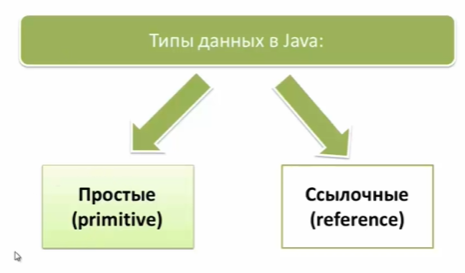 Типы данных в Java:
Простые
(primitive)
Ссылочные
(reference)